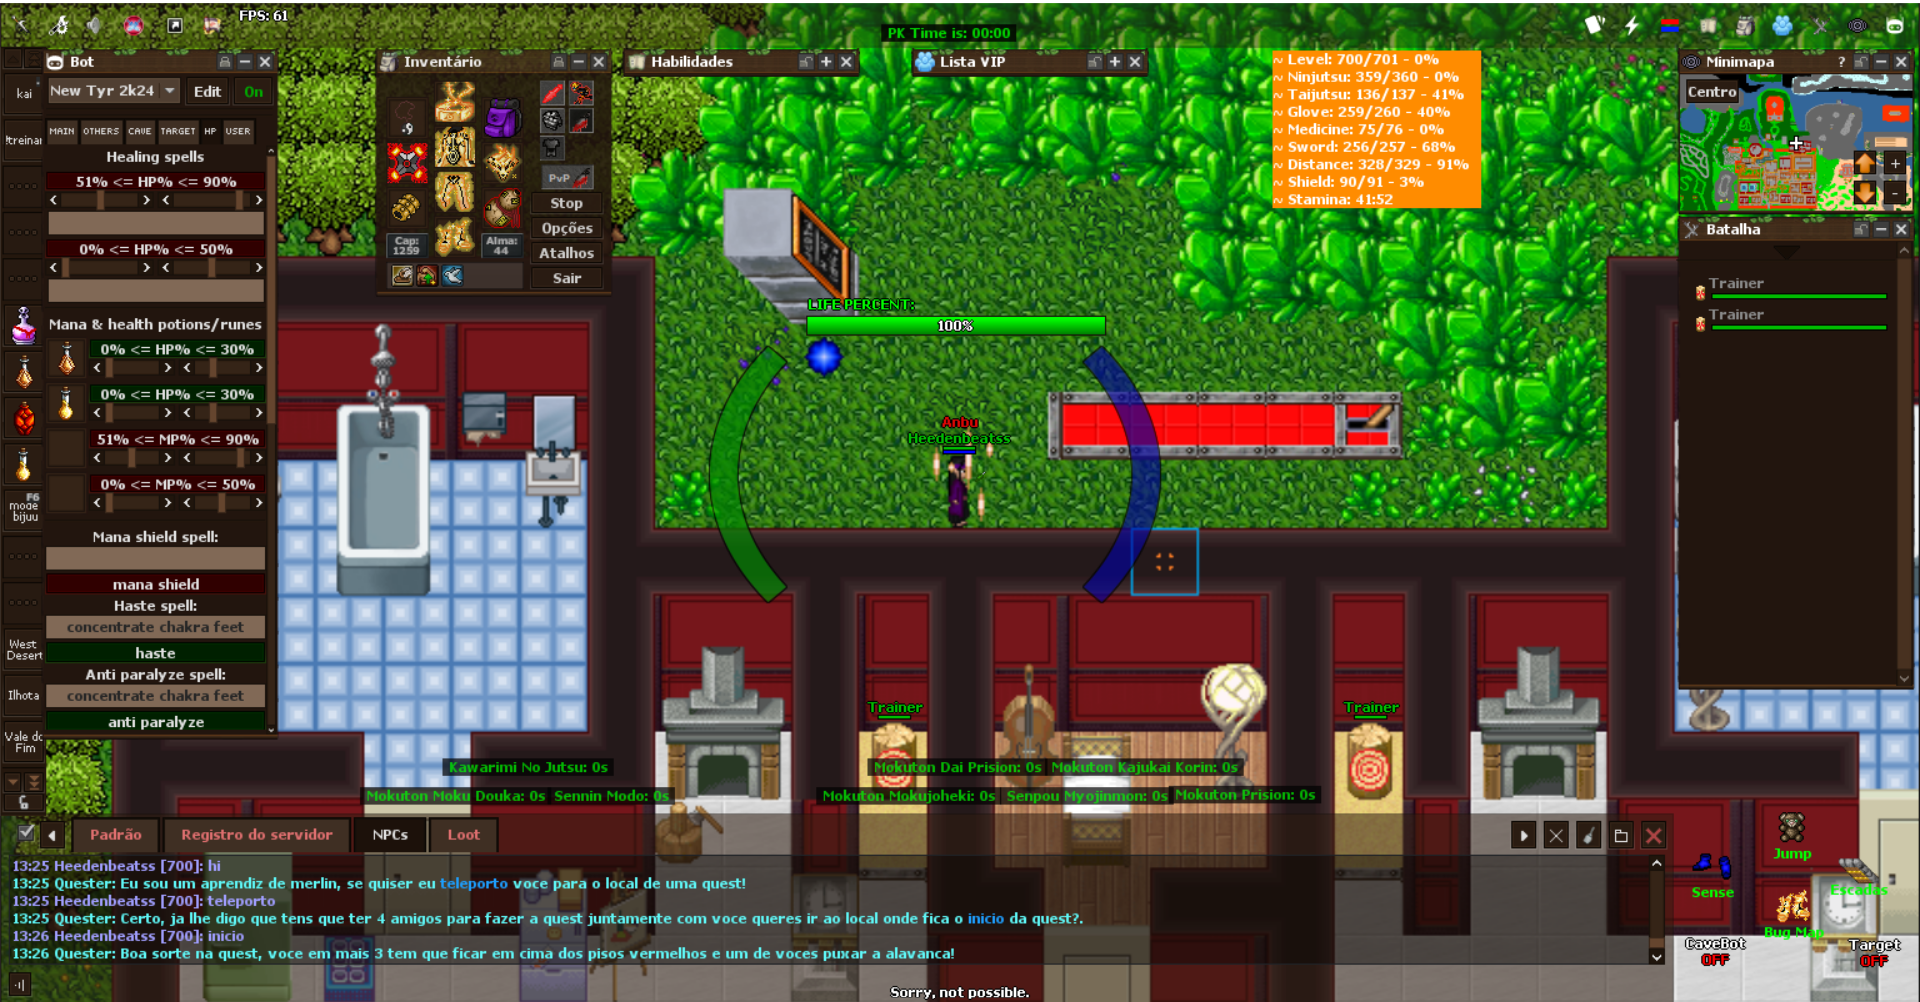 FPS: 61
PK Time is: 00:00
Bot
Inventário
Habilidades
Lista VIP
~ Level: 700/701 - 0%
~ Ninjutsu: 359/360 - 0%
~ Taijutsu: 136/137 - 41%
~ Glove: 259/260 - 40%
~ Medicine: 75/76 - 0%
~ Sword: 256/257 - 68%
~ Distance: 328/329 - 91%
~ Shield: 90/91 - 3%
~ Stamina: 41:52
Minimapa
?
Centro
Batalha
Trainer
Trainer
kai
New Tyr 2k24
Edit
On
MAIN OTHERS CAVE TARGET HP USER
Healing spells
51% <= HP% <= 90%
0% <= HP% <= 50%
Mana & health potions/runes
0% <= HP% <= 30%
0% <= HP% <= 30%
51% <= MP% <= 90%
0% <= MP% <= 50%
Mana shield spell:
mana shield
Haste spell:
concentrate chakra feet
haste
Anti paralyze spell:
concentrate chakra feet
anti paralyze
!treinar
F6
mode
bijuu
West
Desert
Ilhota
Vale do
Fim
.9
PvP
Stop
Opções
Atalhos
Sair
Cap:
1259
Alma:
44
LIFE PERCENT:
100%
Anbu
Heedenbeatss
Trainer
Trainer
Kawarimi No Jutsu: 0s
Mokuton Dai Prision: 0s
Mokuton Kajukai Korin: 0s
Mokuton Moku Douka: 0s
Sennin Modo: 0s
Mokuton Mokujoheki: 0s
Senpou Myojinmon: 0s
Mokuton Prision: 0s
Padrão
Registro do servidor
NPCs
Loot
13:25 Heedenbeatss [700]: hi
13:25 Quester: Eu sou um aprendiz de merlin, se quiser eu teleporto voce para o local de uma quest!
13:25 Heedenbeatss [700]: teleporto
13:25 Quester: Certo, ja lhe digo que tens que ter 4 amigos para fazer a quest juntamente com voce queres ir ao local onde fica o inicio da quest?.
13:26 Heedenbeatss [700]: inicio
13:26 Quester: Boa sorte na quest, voce em mais 3 tem que ficar em cima dos pisos vermelhos e um de voces puxar a alavanca!
Sorry, not possible.
Jump
Sense
Escadas
Bug Map
CaveBot
OFF
Target
OFF